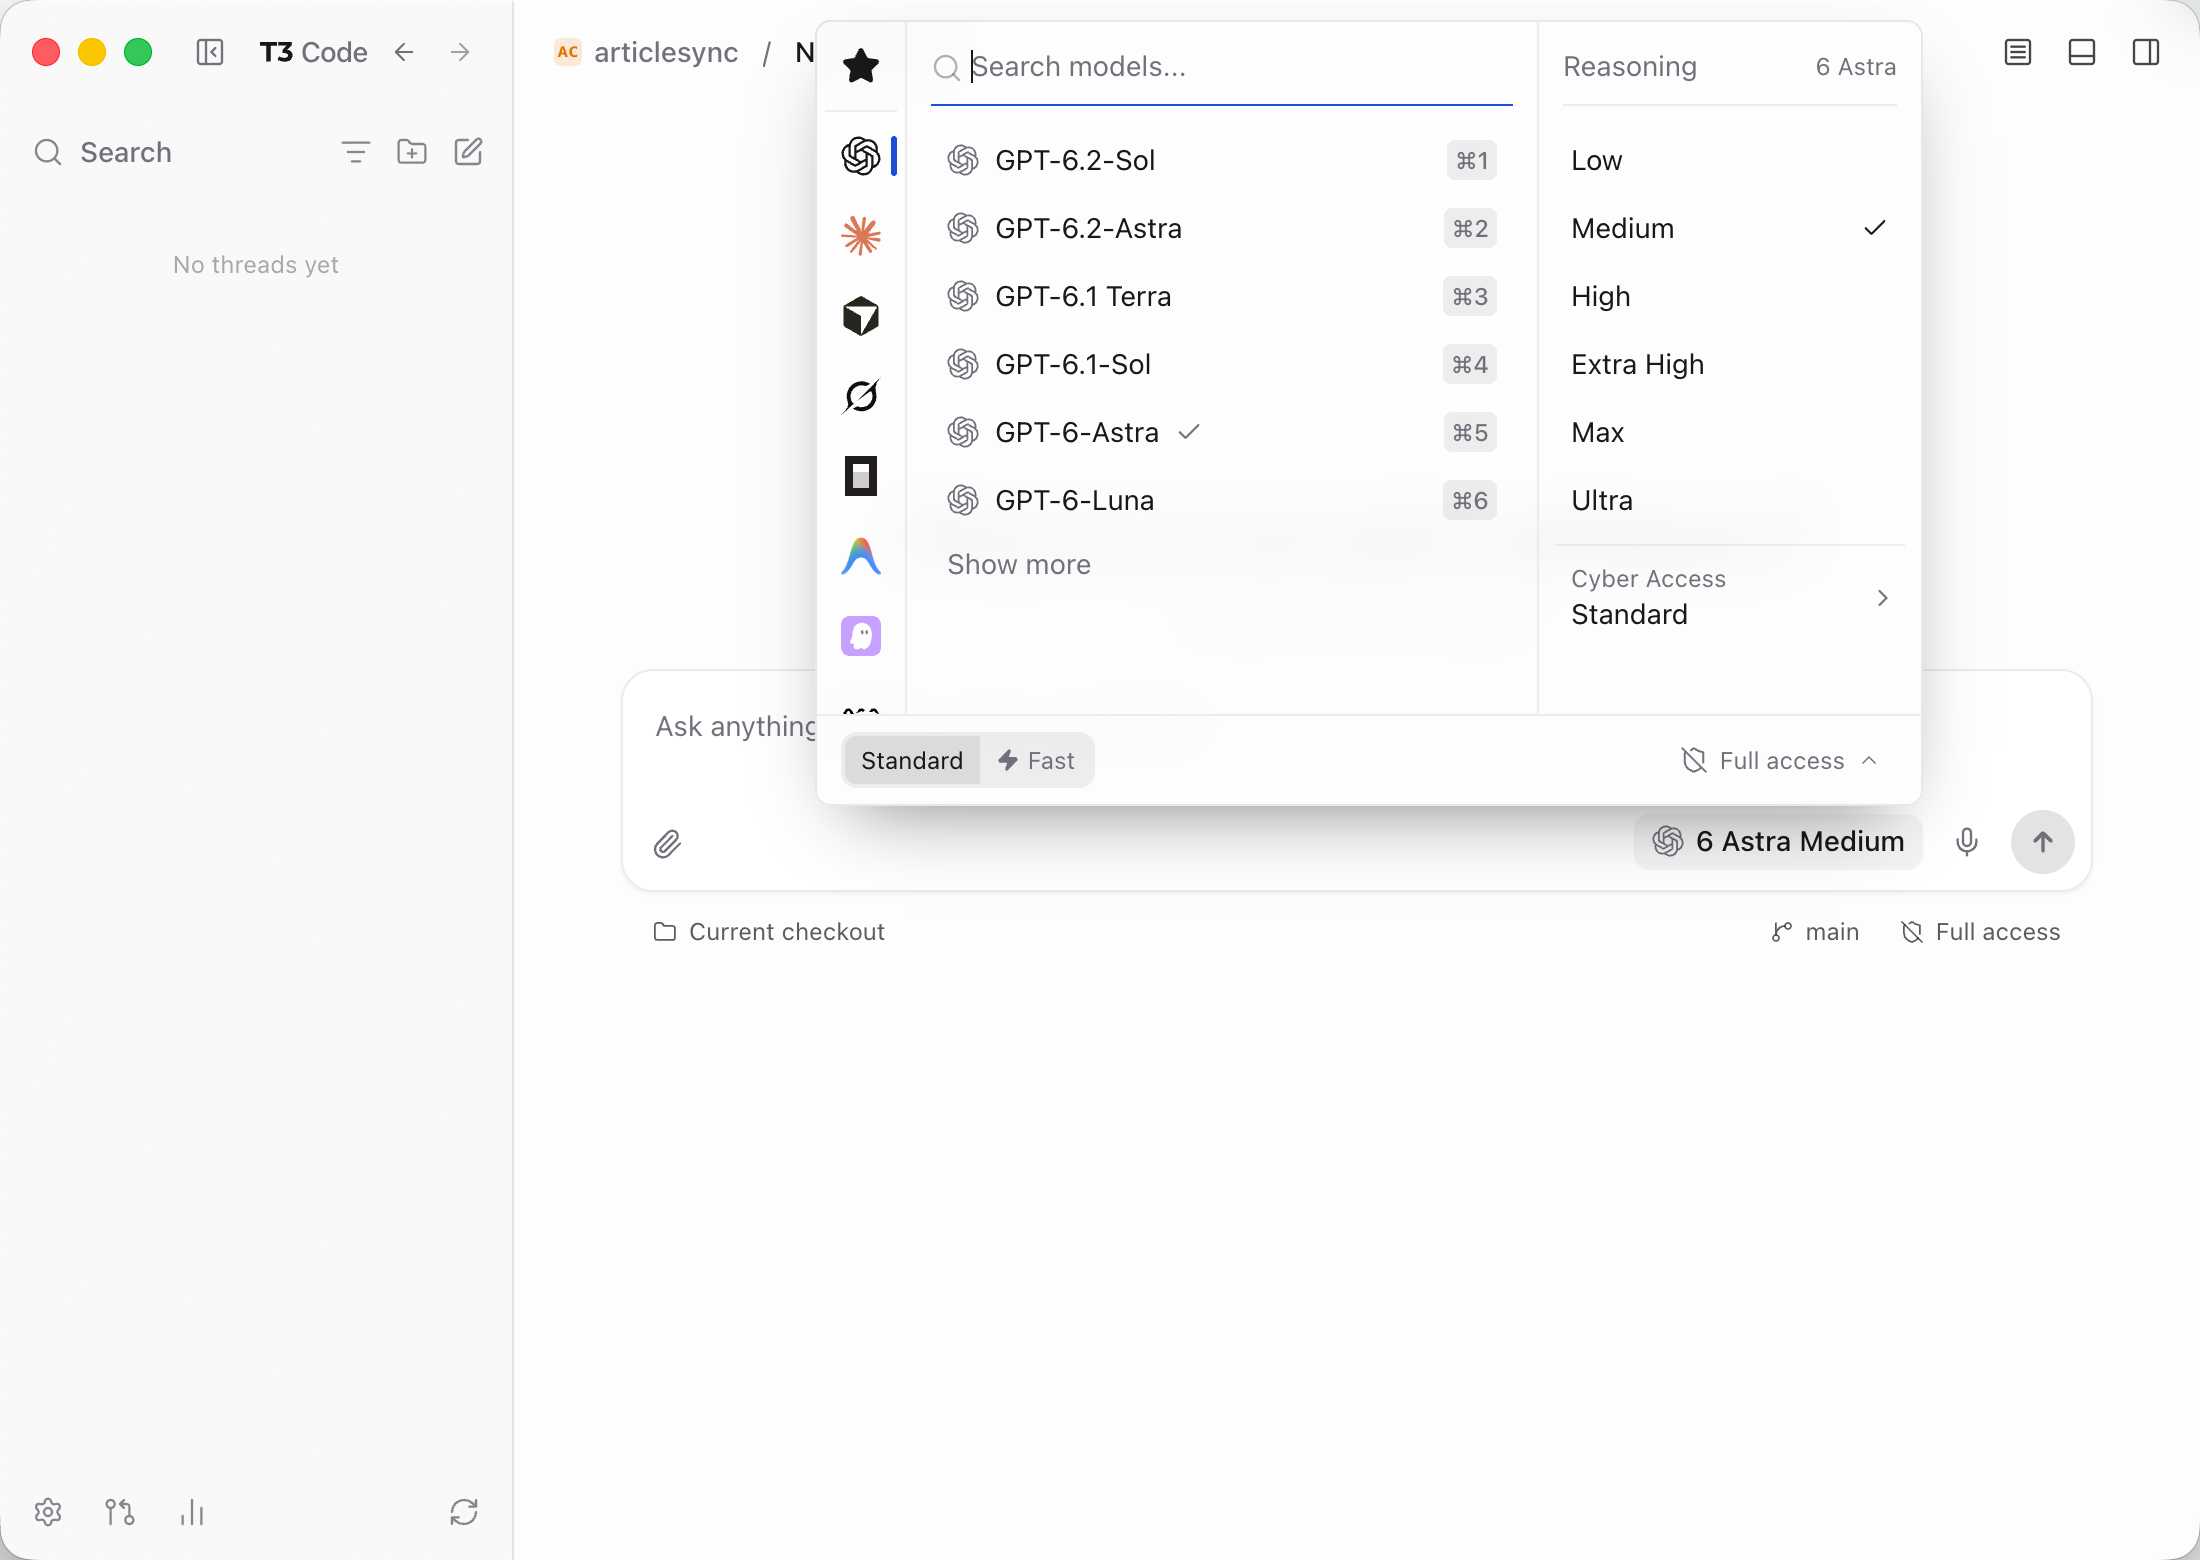 T3 Code
Search
No threads yet
AC articlesync / N
Search models...
GPT-6.2-Sol ⌘1
GPT-6.2-Astra ⌘2
GPT-6.1 Terra ⌘3
GPT-6.1-Sol ⌘4
GPT-6-Astra ⌘5
GPT-6-Luna ⌘6
Show more
Reasoning 6 Astra
Low
Medium
High
Extra High
Max
Ultra
Cyber Access
Standard
Standard Fast
Full access
Ask anything
6 Astra Medium
Current checkout
main
Full access